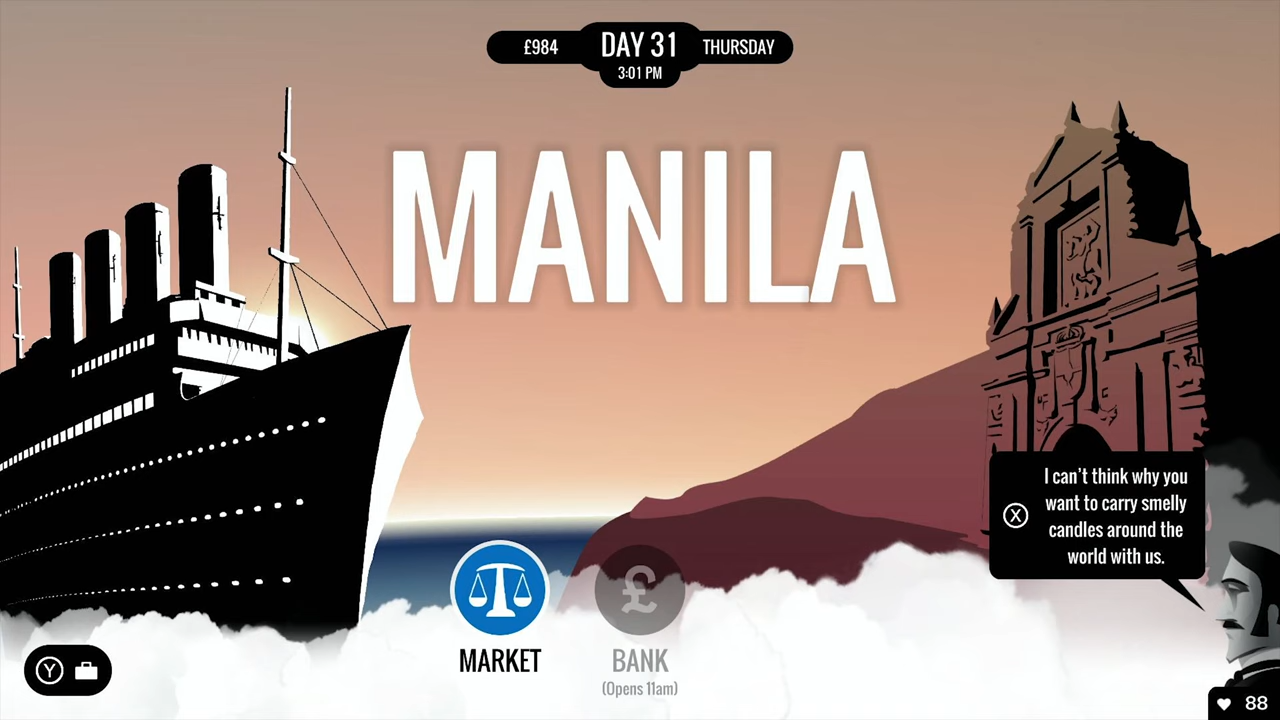 £984
DAY 31
THURSDAY
3:01 PM
MANILA
I can't think why you
want to carry smelly
candles around the
world with us.
X
MARKET
BANK
(Opens 11am)
Y
88